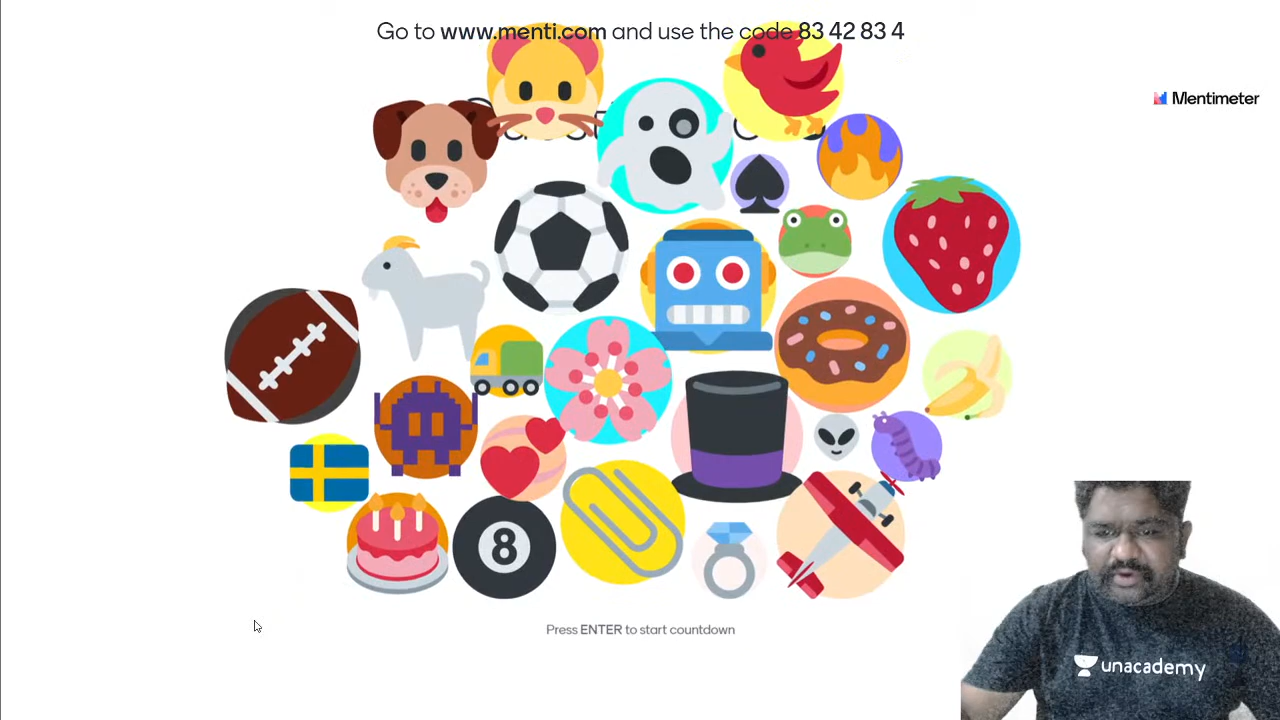 Go to www.menti.com and use the code 83 42 83 4
Mentimeter
8
Press ENTER to start countdown
unacademy